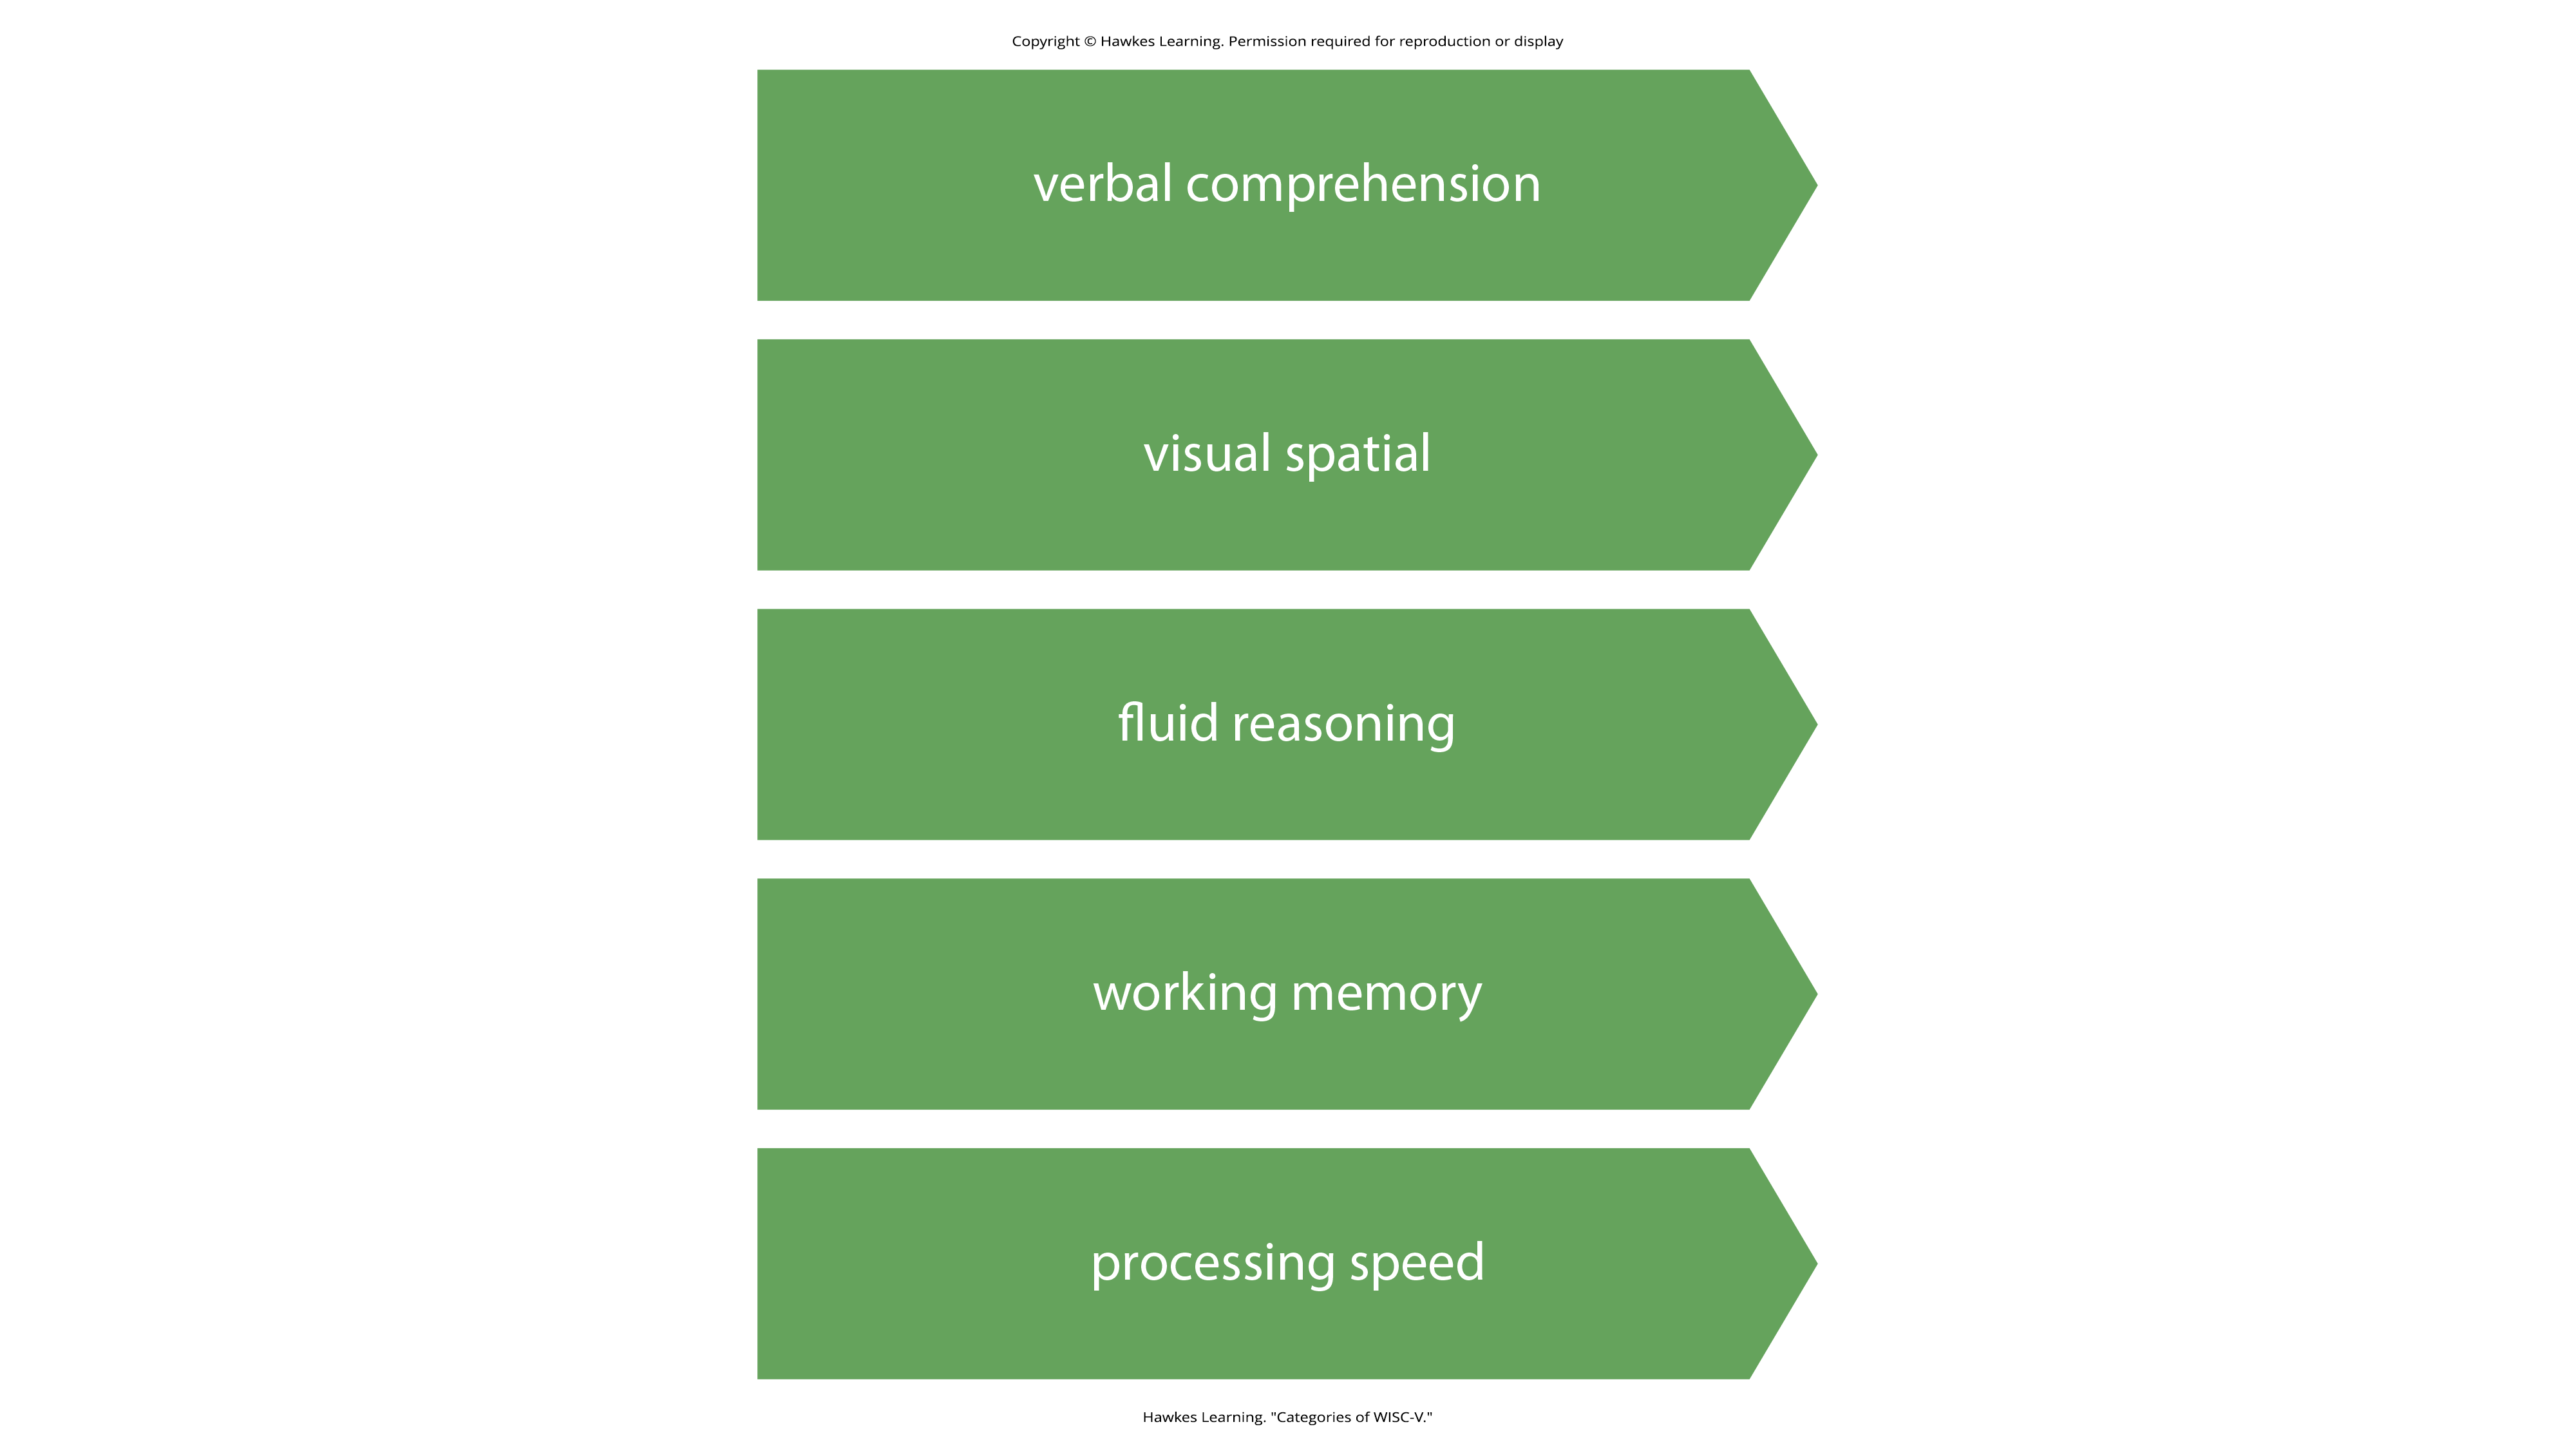 Copyright © Hawkes Learning. Permission required for reproduction or display
verbal comprehension
visual spatial
fluid reasoning
working memory
processing speed
Hawkes Learning. "Categories of WISC-V."